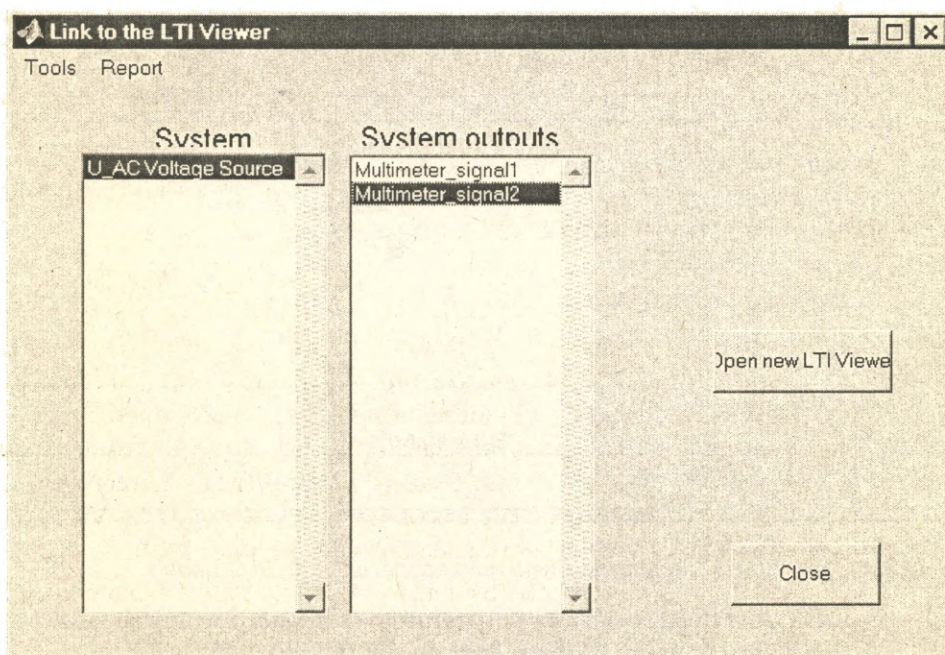 Link to the LTI Viewer
Tools Report
System
System outputs
U_AC Voltage Source
Multimeter_signal1
Multimeter_signal2
Open new LTI Viewe
Close